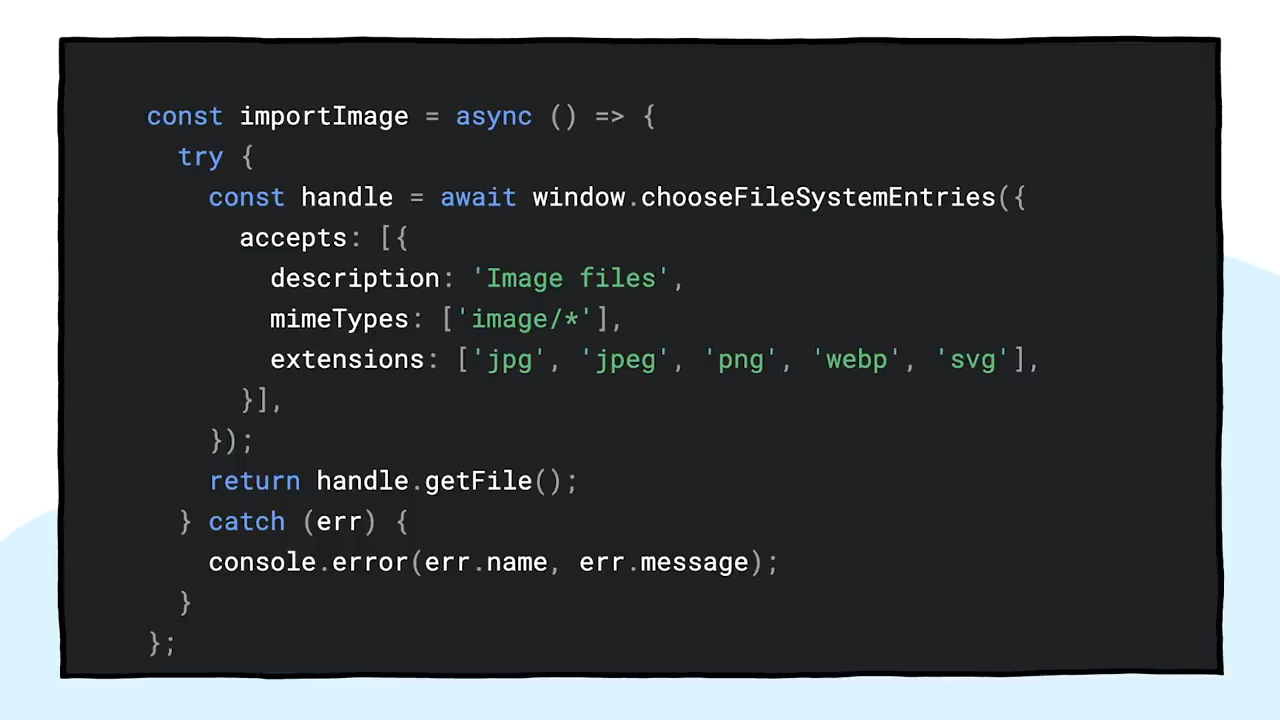 const importImage = async () => {
  try {
    const handle = await window.chooseFileSystemEntries({
      accepts: [{
        description: 'Image files',
        mimeTypes: ['image/*'],
        extensions: ['jpg', 'jpeg', 'png', 'webp', 'svg'],
      }],
    });
    return handle.getFile();
  } catch (err) {
    console.error(err.name, err.message);
  }
};